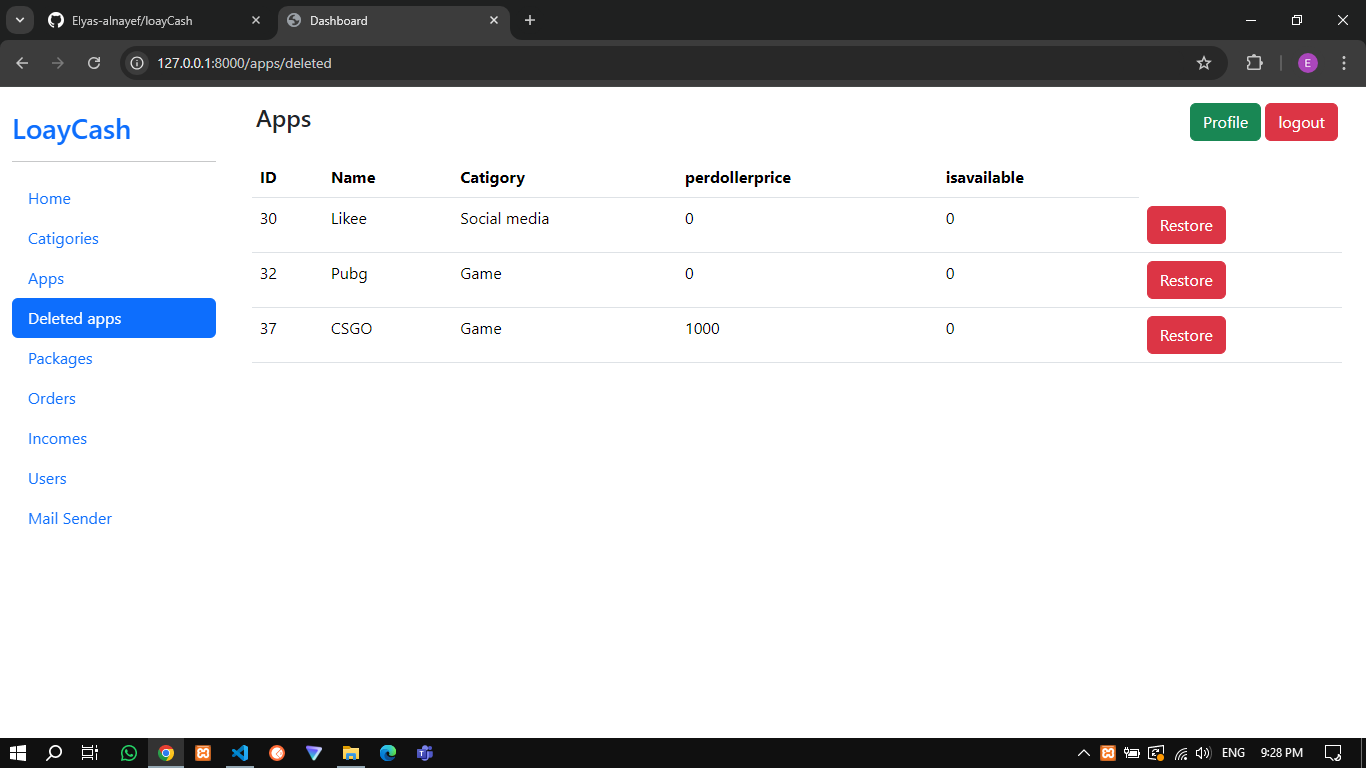 Elyas-alnayef/loayCash
Dashboard
127.0.0.1:8000/apps/deleted
E
LoayCash
Home
Catigories
Apps
Deleted apps
Packages
Orders
Incomes
Users
Mail Sender
Apps
Profile logout
ID Name Catigory perdollerprice isavailable
30 Likee Social media 0 0 Restore
32 Pubg Game 0 0 Restore
37 CSGO Game 1000 0 Restore
ENG 9:28 PM